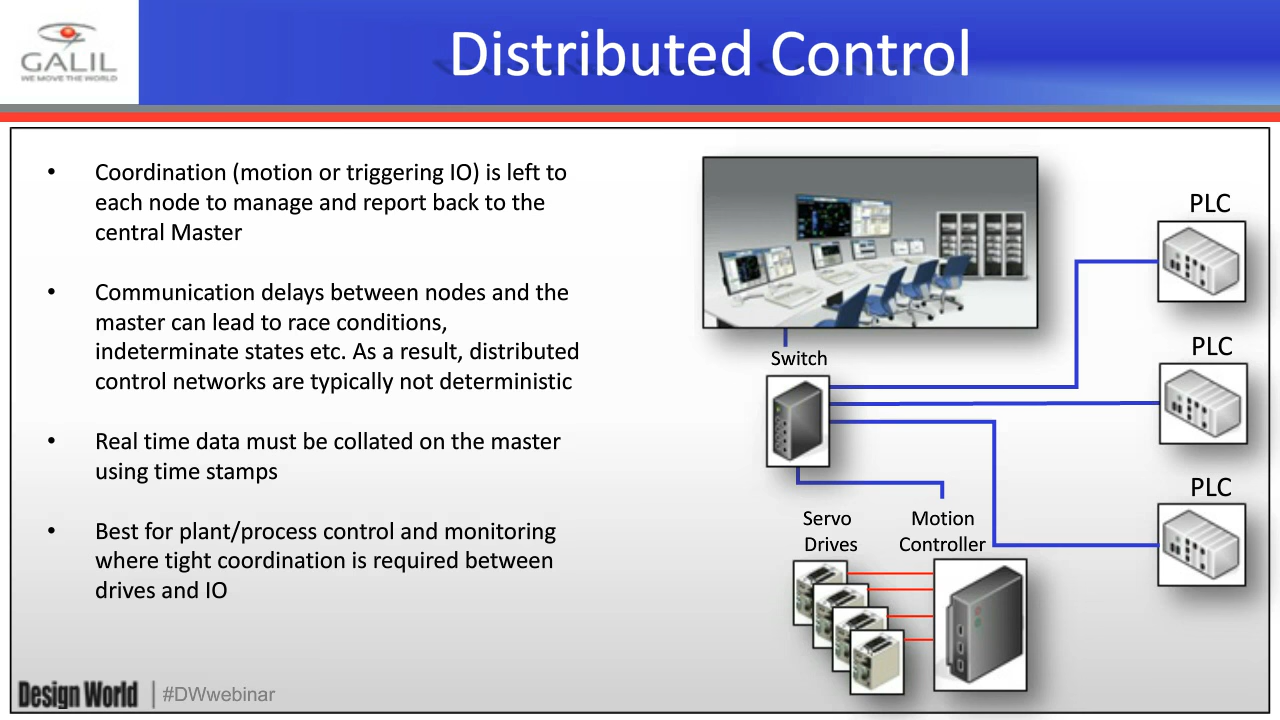 GALIL
WE MOVE THE WORLD
Distributed Control
• Coordination (motion or triggering IO) is left to
each node to manage and report back to the
central Master
• Communication delays between nodes and the
master can lead to race conditions,
indeterminate states etc. As a result, distributed
control networks are typically not deterministic
• Real time data must be collated on the master
using time stamps
• Best for plant/process control and monitoring
where tight coordination is required between
drives and IO
PLC
Switch
PLC
PLC
Servo
Drives
Motion
Controller
Design World | #DWwebinar